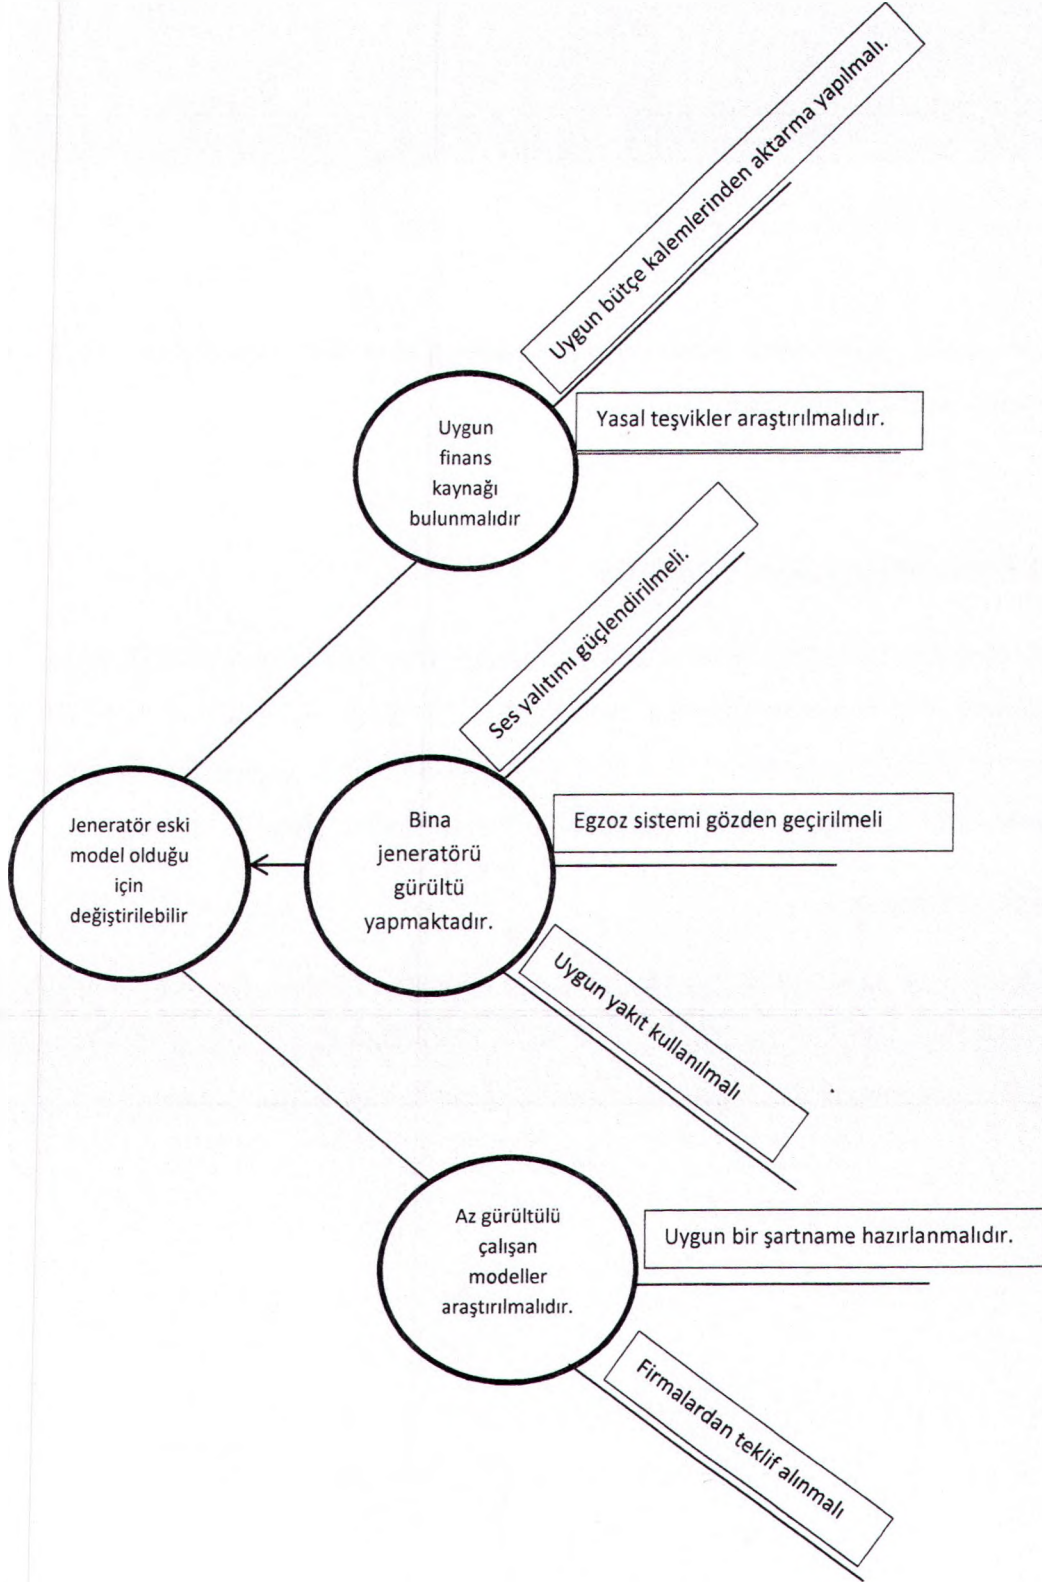 Uygun bütçe kalemlerinden aktarma yapılmalı.
Uygun
finans
kaynağı
bulunmalıdır
Yasal teşvikler araştırılmalıdır.
Ses yalıtımı güçlendirilmeli.
Jeneratör eski
model olduğu
için
değiştirilebilir
Bina
jeneratörü
gürültü
yapmaktadır.
Egzoz sistemi gözden geçirilmeli
Uygun yakıt kullanılmalı
Az gürültülü
çalışan
modeller
araştırılmalıdır.
Uygun bir şartname hazırlanmalıdır.
Firmalardan teklif alınmalı